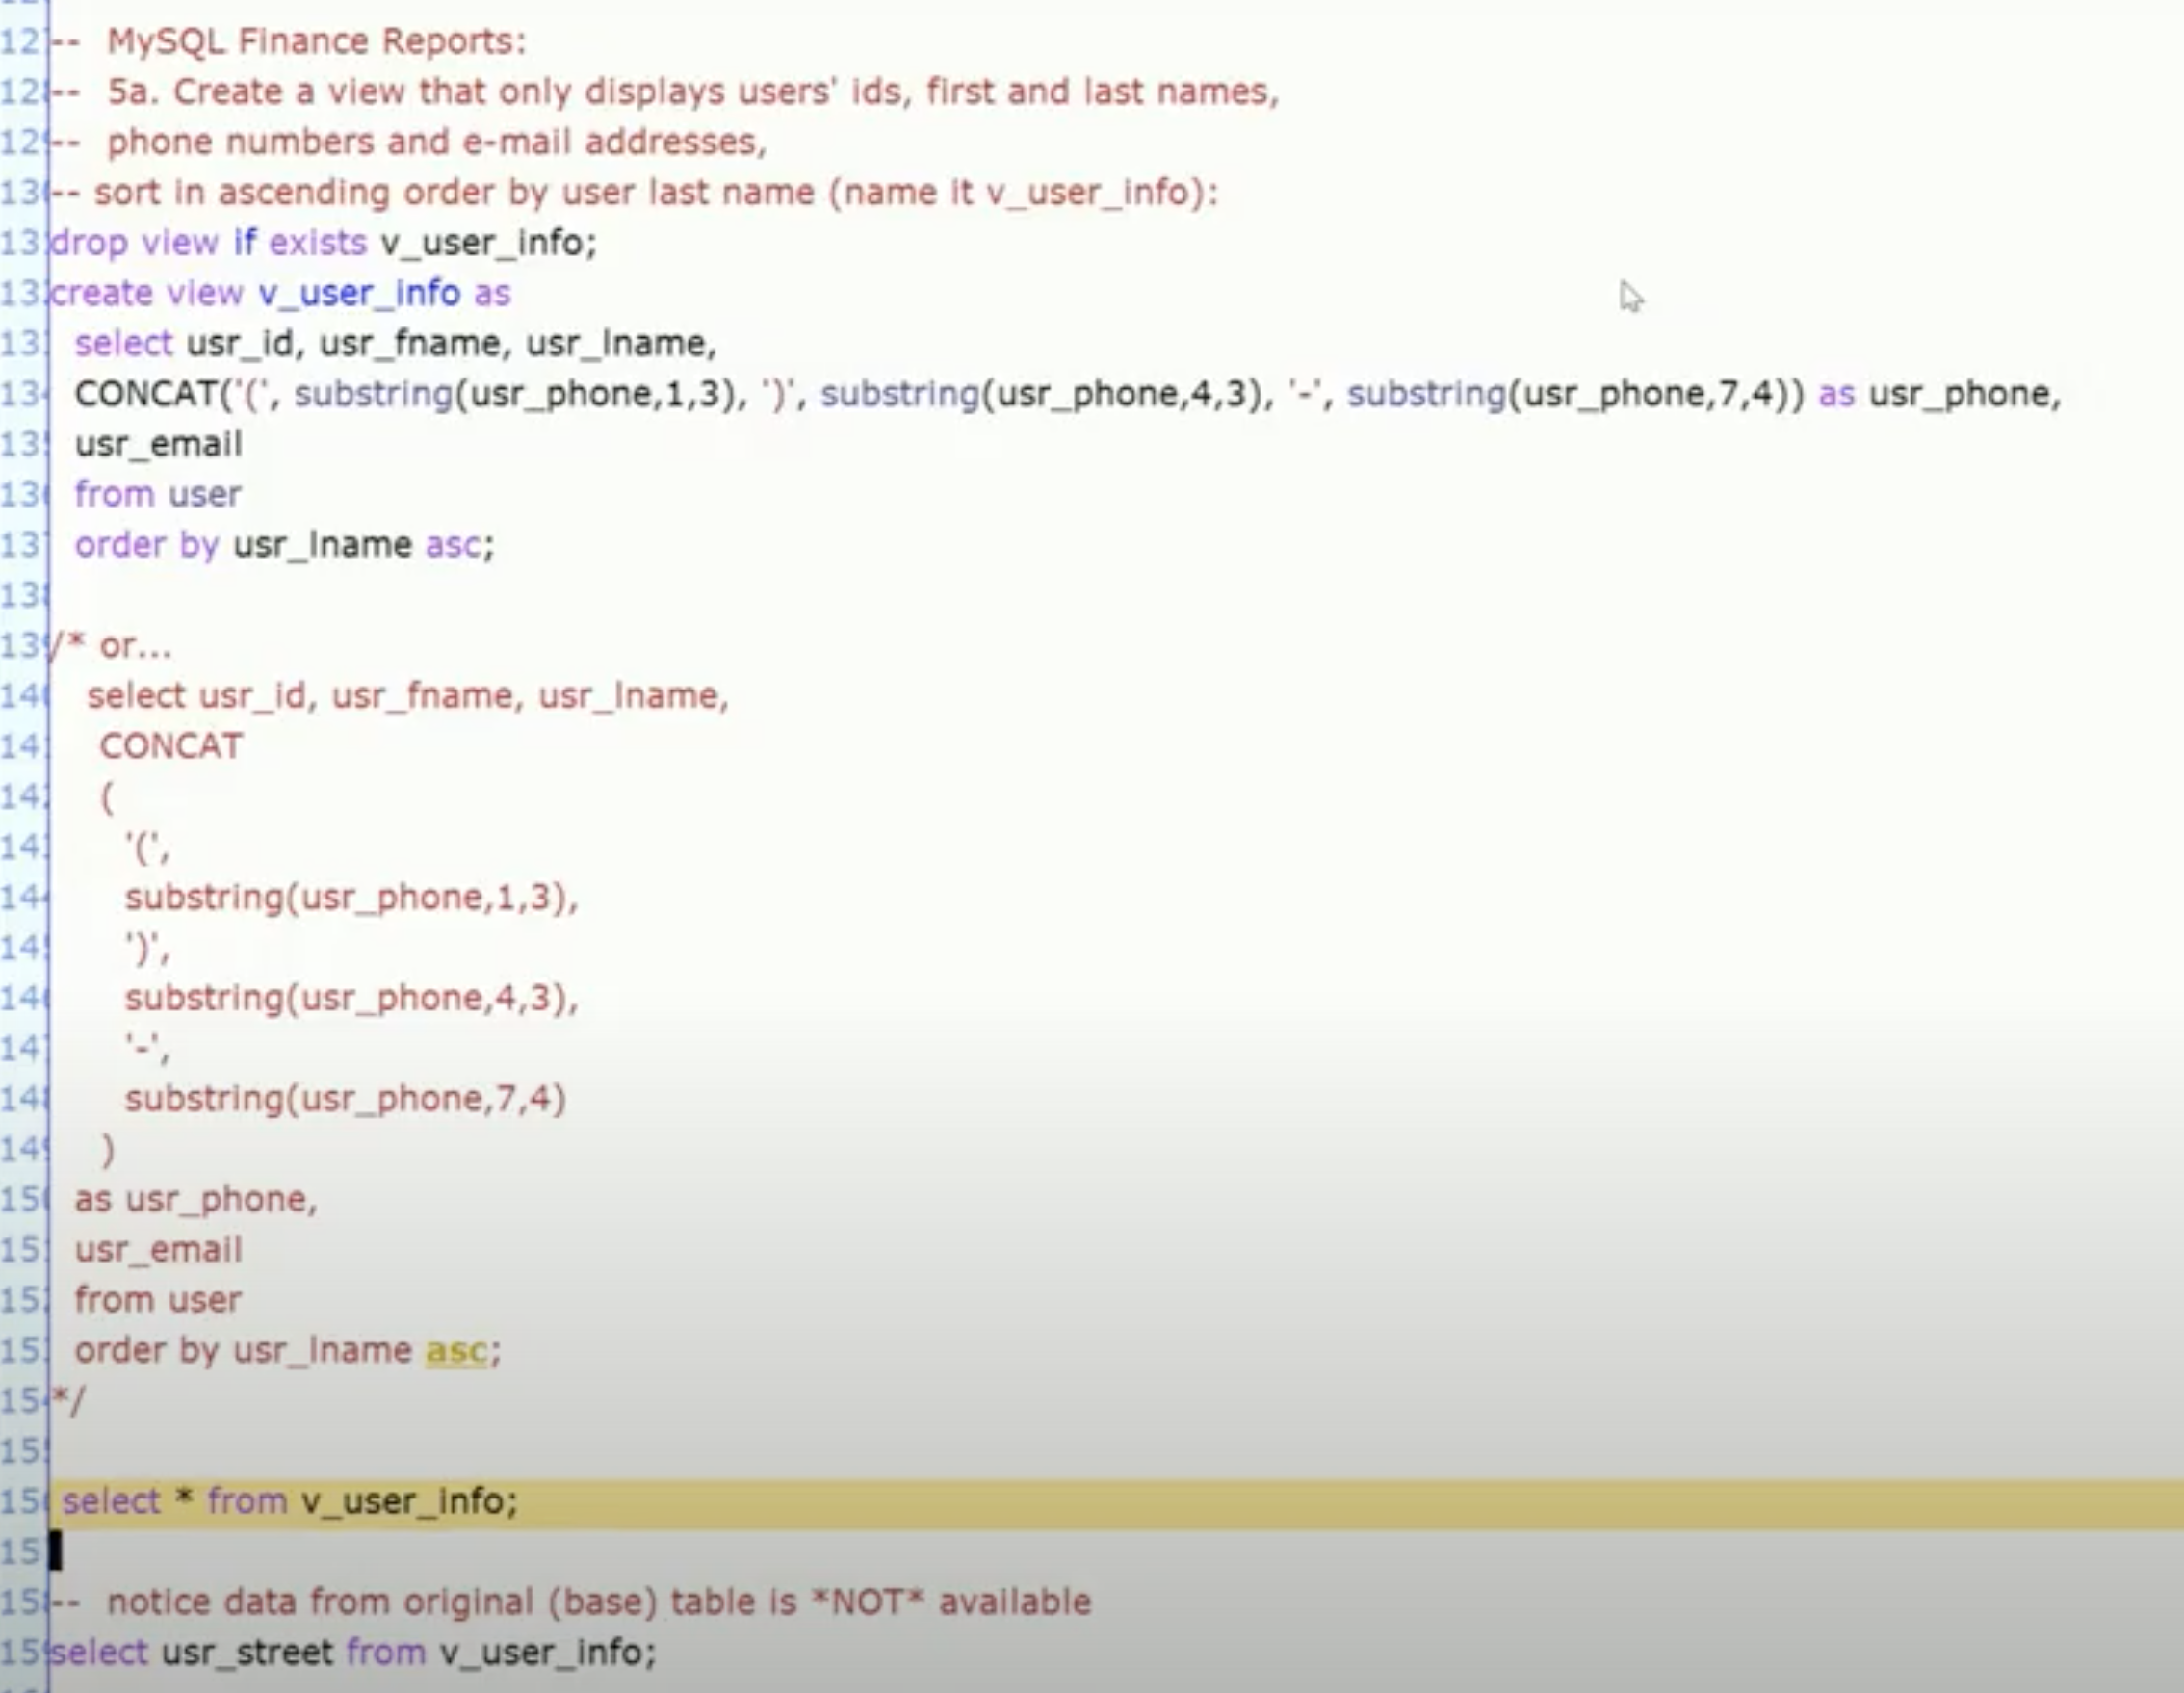 12 --  MySQL Finance Reports:
12 --  5a. Create a view that only displays users' ids, first and last names,
12 --  phone numbers and e-mail addresses,
13 -- sort in ascending order by user last name (name it v_user_info):
13 drop view if exists v_user_info;
13 create view v_user_info as
13 select usr_id, usr_fname, usr_lname,
13 CONCAT('(', substring(usr_phone,1,3), ')', substring(usr_phone,4,3), '-', substring(usr_phone,7,4)) as usr_phone,
13 usr_email
13 from user
13 order by usr_lname asc;
13
13 /* or...
14 select usr_id, usr_fname, usr_lname,
14 CONCAT
14 (
14 '(',
14 substring(usr_phone,1,3),
14 ')',
14 substring(usr_phone,4,3),
14 '-',
14 substring(usr_phone,7,4)
14 )
15 as usr_phone,
15 usr_email
15 from user
15 order by usr_lname asc;
15 */
15
15 select * from v_user_info;
15
15 --  notice data from original (base) table is *NOT* available
15 select usr_street from v_user_info;